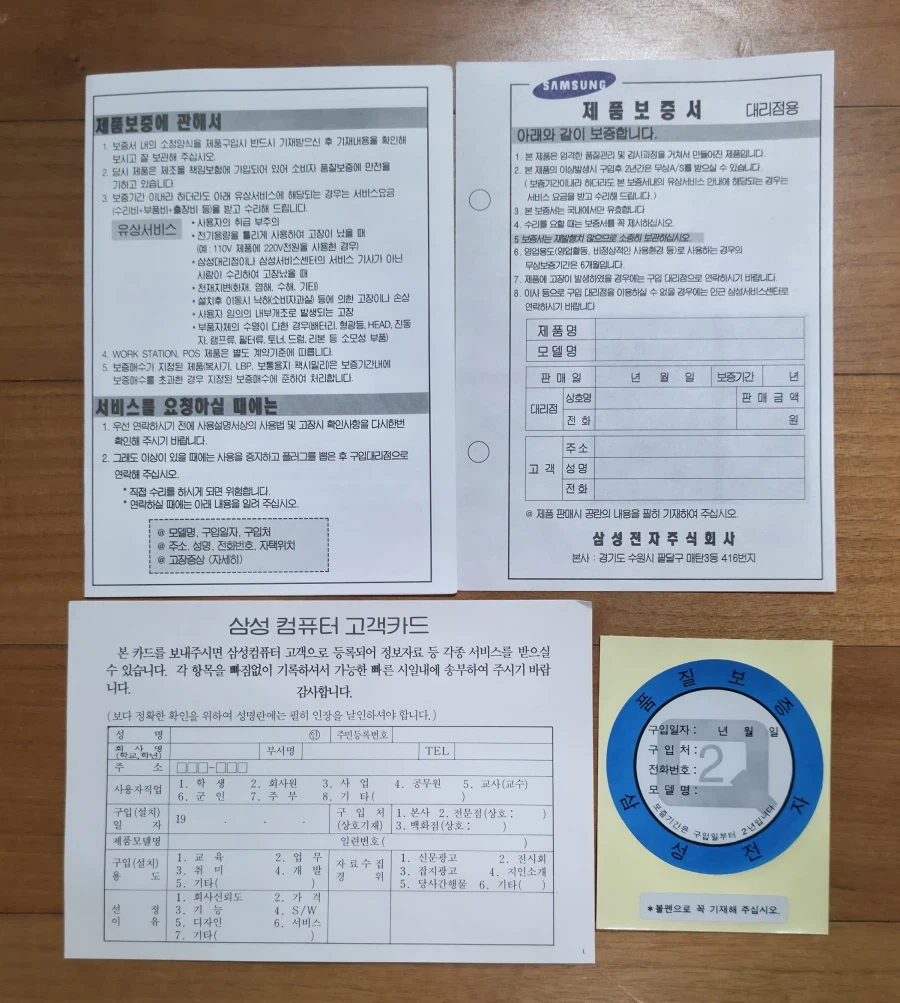 제품보증에 관해서
1. 보증서 내의 소정양식을 제품구입시 반드시 기재받으신 후 기재내용을 확인해
보시고 잘 보관해 주십시오.
2. 당사 제품은 제조물 책임보험에 가입되어 있어 소비자 품질보증에 만전을
기하고 있습니다.
3. 보증기간 이내라 하더라도 아래 유상서비스에 해당되는 경우는 서비스요금
(수리비+부품비+출장비 등)을 받고 수리해 드립니다.
유상서비스
• 사용자의 취급 부주의
• 전기용량을 틀리게 사용하여 고장이 났을 때
(예 : 110V 제품에 220V전원을 사용한 경우)
• 삼성대리점이나 삼성서비스센터의 서비스 기사가 아닌
사람이 수리하여 고장났을 때
• 천재지변(화재, 염해, 수해, 기타)
• 설치후 이동시 낙해(소비자과실) 등에 의한 고장이나 손상
• 사용자 임의의 내부개조로 발생되는 고장
• 부품자체의 수명이 다한 경우(배터리, 형광등, HEAD, 진동
자, 램프류, 필터류, 토너, 드럼, 리본 등 소모성 부품)
4. WORK STATION, POS 제품은 별도 계약기준에 따릅니다.
5. 보증매수가 지정된 제품(복사기, LBP, 보통용지 팩시밀리)은 보증기간내에
보증매수를 초과한 경우 지정된 보증매수에 준하여 처리합니다.
서비스를 요청하실 때에는
1. 우선 연락하시기 전에 사용설명서상의 사용법 및 고장시 확인사항을 다시한번
확인해 주시기 바랍니다.
2. 그래도 이상이 있을 때에는 사용을 중지하고 플러그를 뽑은 후 구입대리점으로
연락해 주십시오.
* 직접 수리를 하시게 되면 위험합니다.
* 연락하실 때에는 아래 내용을 알려 주십시오.
@ 모델명, 구입일자, 구입처
@ 주소, 성명, 전화번호, 자택위치
@ 고장증상 (자세히)
SAMSUNG
제품보증서 대리점용
아래와 같이 보증합니다.
1. 본 제품은 엄격한 품질관리 및 검사과정을 거쳐서 만들어진 제품입니다.
2. 본 제품의 이상발생시 구입후 2년간은 무상A/S를 받으실 수 있습니다.
( 보증기간이내라 하더라도 본 보증서내의 유상서비스 안내에 해당되는 경우는
서비스 요금을 받고 수리해 드립니다.)
3. 본 보증서는 국내에서만 유효합니다
4. 수리를 요할 때는 보증서를 꼭 제시하십시오.
5 보증서는 재발행치 않으므로 소중히 보관하십시오.
6. 영업용도(영업활동, 비정상적인 사용환경 등)로 사용하는 경우의
무상보증기간은 6개월입니다.
7. 제품에 고장이 발생하였을 경우에는 구입 대리점으로 연락하시기 바랍니다.
8. 이사 등으로 구입 대리점을 이용하실 수 없을 경우에는 인근 삼성서비스센터로
연락하시기 바랍니다
제품명
모델명
판매일 년 월 일 보증기간 년
대리점 상호명 판매금액
전화 원
고객 주소
성명
전화
@ 제품 판매시 공란의 내용을 필히 기재하여 주십시오.
삼성전자주식회사
본사 : 경기도 수원시 팔달구 매탄3동 416번지
삼성 컴퓨터 고객카드
본 카드를 보내주시면 삼성컴퓨터 고객으로 등록되어 정보자료 등 각종 서비스를 받으실
수 있습니다. 각 항목을 빠짐없이 기록하셔서 가능한 빠른 시일내에 송부하여 주시기 바랍
니다. 감사합니다.
(보다 정확한 확인을 위하여 성명란에는 필히 인장을 날인하셔야 합니다.)
성 명 ㊞ 주민등록번호
회사명 (학교,학년) 부서명 TEL
주 소 □□□-□□□
사용자직업 1. 학 생 2. 회사원 3. 사 업 4. 공무원 5. 교사(교수)
6. 군 인 7. 주 부 8. 기 타( )
구입(설치) 일 자 19 . . . 구 입 처 (상호기재) 1. 본사 2. 전문점(상호: )
3. 백화점(상호: )
제품모델명 일련번호( )
구입(설치) 용 도 1. 교 육 2. 업 무 자료수집 경 위 1. 신문광고 2. 전시회
3. 취 미 4. 개 발 3. 잡지광고 4. 지인소개
5. 기타( ) 5. 당사간행물 6. 기타( )
선 정 이 유 1. 회사신뢰도 2. 가 격
3. 기 능 4. S/W
5. 디자인 6. 서비스
7. 기타( )
품질보증
2
구입일자 : 년 월 일
구 입 처 :
전화번호 :
모 델 명 :
보증기간은 구입일부터 2년입니다
삼성전자
*볼펜으로 꼭 기재해 주십시오.